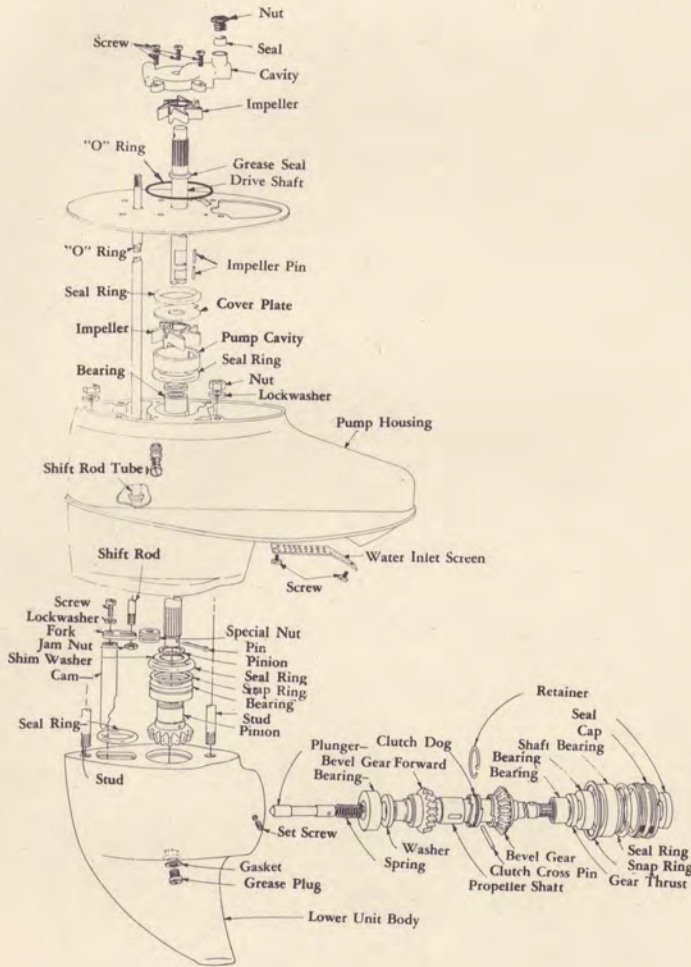 Nut
Screw
Seal
Cavity
Impeller
"O" Ring
Grease Seal
Drive Shaft
"O" Ring
Impeller Pin
Seal Ring
Cover Plate
Impeller
Pump Cavity
Seal Ring
Bearing
Nut
Lockwasher
Pump Housing
Shift Rod Tube
Water Inlet Screen
Shift Rod
Screw
Screw
Lockwasher
Fork
Special Nut
Jam Nut
Pin
Shim Washer
Pinion
Cam
Seal Ring
Snap Ring
Bearing
Retainer
Seal Ring
Stud
Pinion
Seal
Cap
Plunger
Clutch Dog
Shaft Bearing
Bevel Gear Forward
Bearing
Bearing
Bearing
Stud
Set Screw
Washer
Spring
Bevel Gear
Clutch Cross Pin
Propeller Shaft
Seal Ring
Snap Ring
Gear Thrust
Gasket
Grease Plug
Lower Unit Body